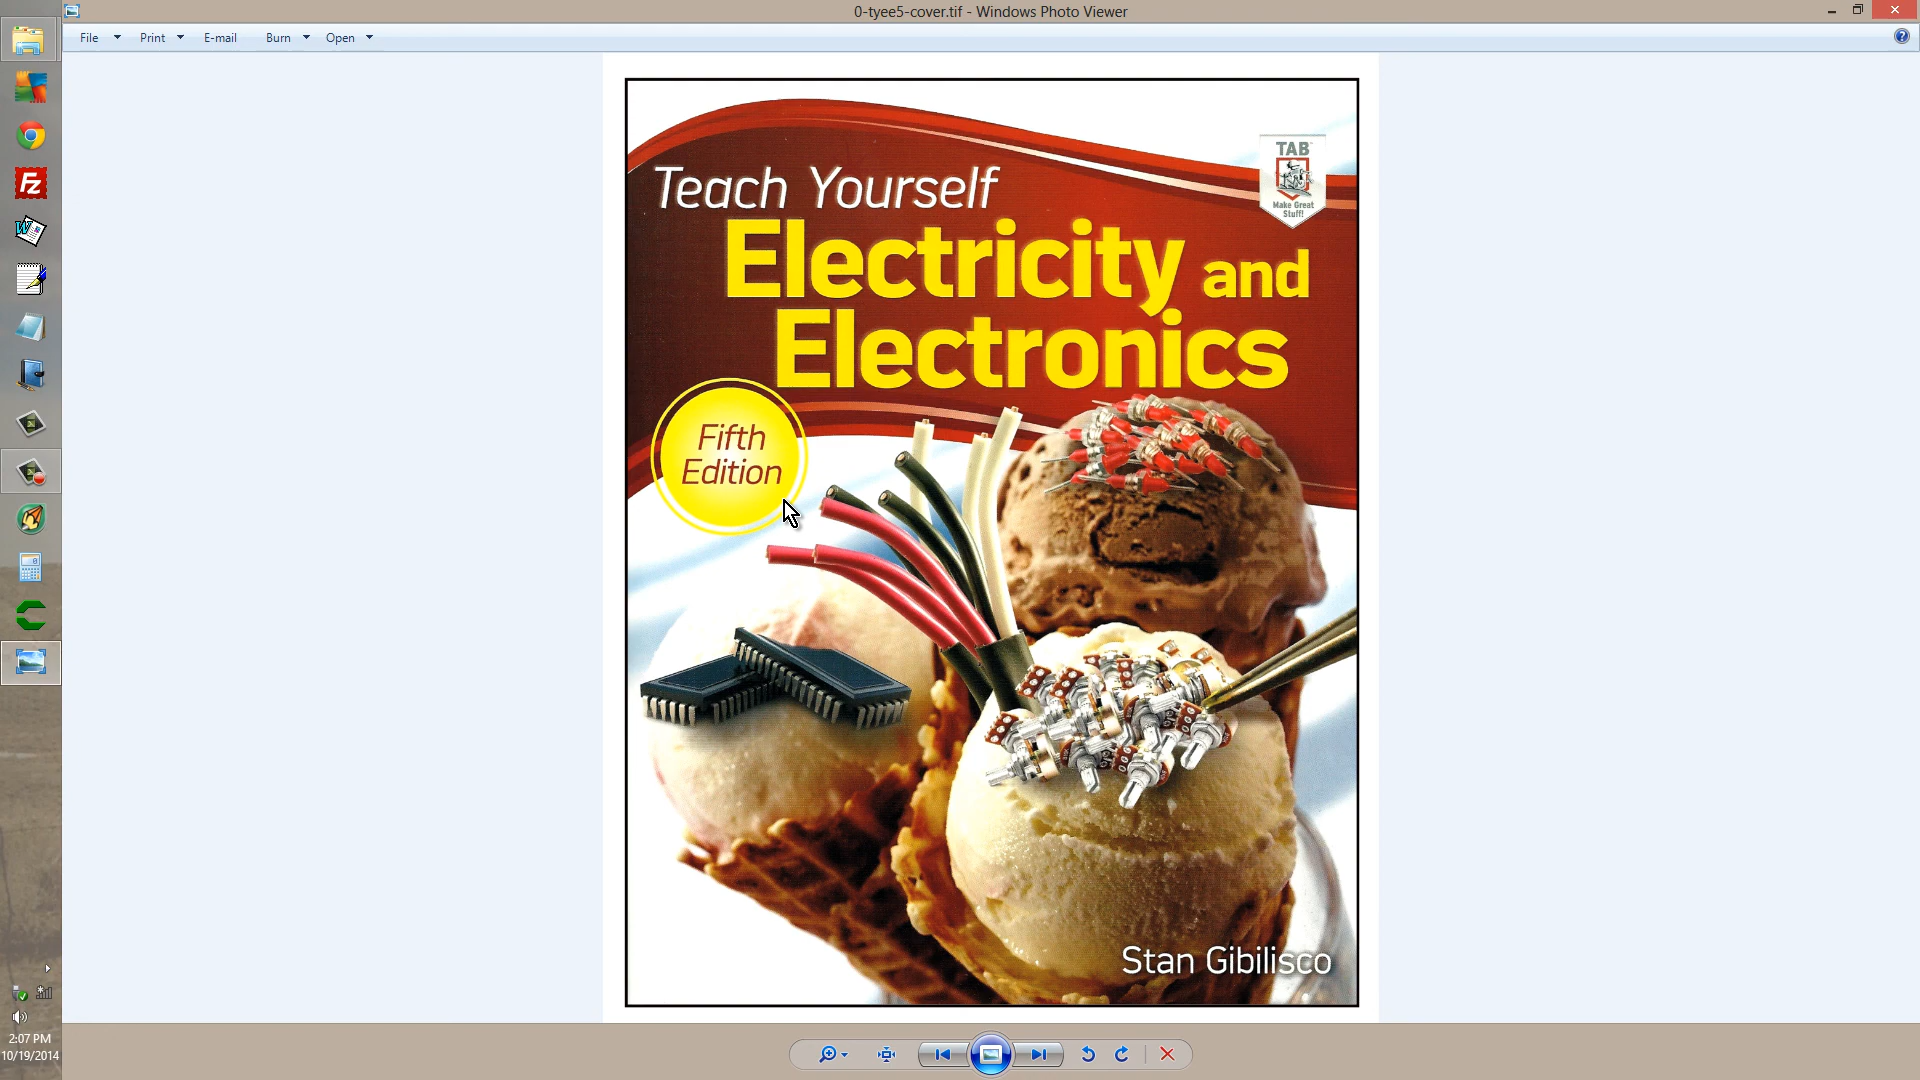 0-tyee5-cover.tif - Windows Photo Viewer
File Print E-mail Burn Open
Teach Yourself
TAB
Make Great
Stuff!
Electricity and
Electronics
Fifth
Edition
Stan Gibilisco
2:07 PM
10/19/2014